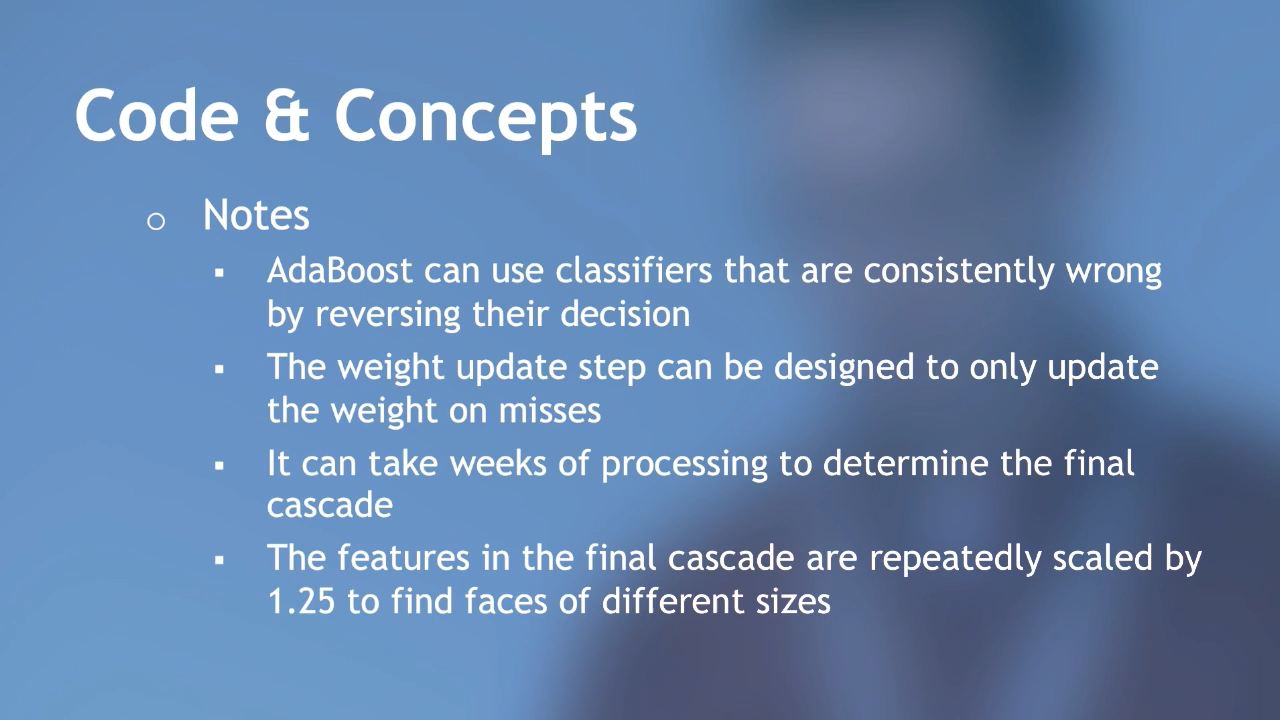 Code & Concepts
Notes
AdaBoost can use classifiers that are consistently wrong
by reversing their decision
The weight update step can be designed to only update
the weight on misses
It can take weeks of processing to determine the final
cascade
The features in the final cascade are repeatedly scaled by
1.25 to find faces of different sizes